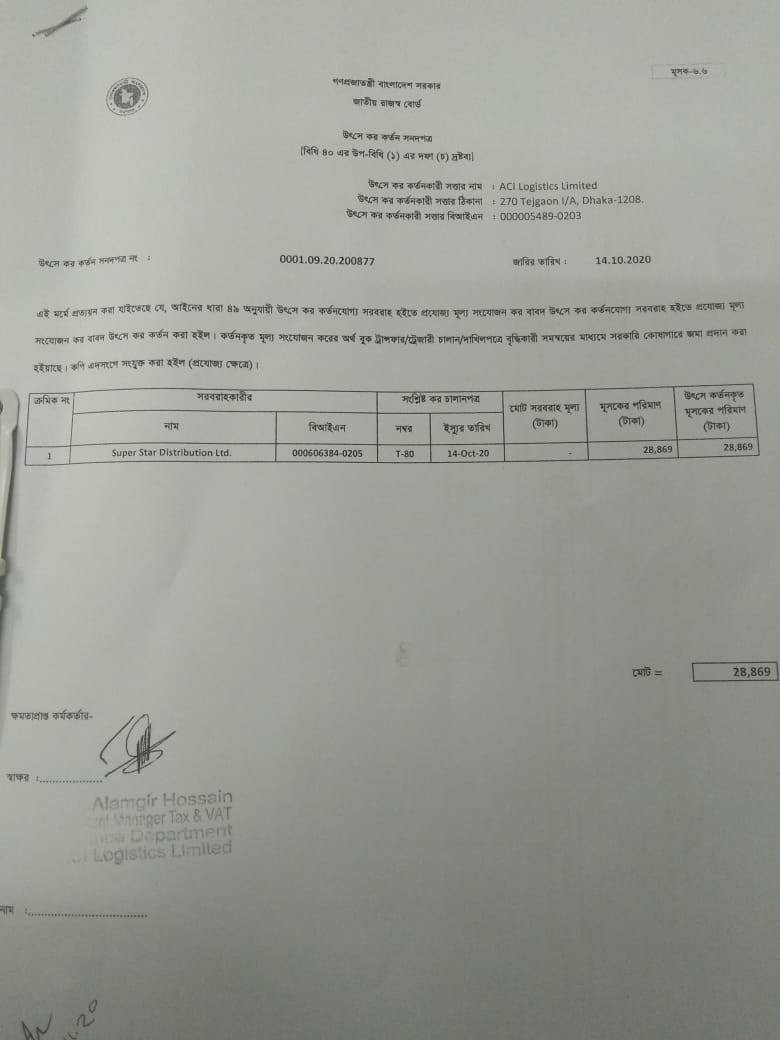 মূসক-৬.৬
গণপ্রজাতন্ত্রী বাংলাদেশ সরকার
জাতীয় রাজস্ব বোর্ড
উৎসে কর কর্তন সনদপত্র
[বিধি ৪০ এর উপ-বিধি (১) এর দফা (চ) দ্রষ্টব্য]
উৎসে কর কর্তনকারী সত্তার নাম : ACI Logistics Limited
উৎসে কর কর্তনকারী সত্তার ঠিকানা : 270 Tejgaon I/A, Dhaka-1208.
উৎসে কর কর্তনকারী সত্তার বিআইএন : 000005489-0203
উৎসে কর কর্তন সনদপত্র নং : 0001.09.20.200877 জারির তারিখ : 14.10.2020
এই মর্মে প্রত্যয়ন করা যাইতেছে যে, আইনের ধারা ৪৯ অনুযায়ী উৎসে কর কর্তনযোগ্য সরবরাহ হইতে প্রযোজ্য মূল্য সংযোজন কর বাবদ উৎসে কর কর্তনযোগ্য সরবরাহ হইতে প্রযোজ্য মূল্য
সংযোজন কর বাবদ উৎসে কর কর্তন করা হইল। কর্তনকৃত মূল্য সংযোজন করের অর্থ বুক ট্রান্সফার/ট্রেজারী চালান/দাখিলপত্রে বৃদ্ধিকারী সমন্বয়ের মাধ্যমে সরকারি কোষাগারে জমা প্রদান করা
হইয়াছে। কপি এতদসংগে সংযুক্ত করা হইল (প্রযোজ্য ক্ষেত্রে)।
ক্রমিক নং সরবরাহকারীর সংশ্লিষ্ট কর চালানপত্র মোট সরবরাহ মূল্য (টাকা) মূসকের পরিমান (টাকা) উৎসে কর্তনকৃত মূসকের পরিমান (টাকা)
নাম বিআইএন নম্বর ইস্যুর তারিখ
1 Super Star Distribution Ltd. 000606384-0205 T-80 14-Oct-20 - 28,869 28,869
মোট = 28,869
ক্ষমতাপ্রাপ্ত কর্মকর্তার-
স্বাক্ষর :
Alamgir Hossain
Manager Tax & VAT
Department
Logistics Limited
নাম :